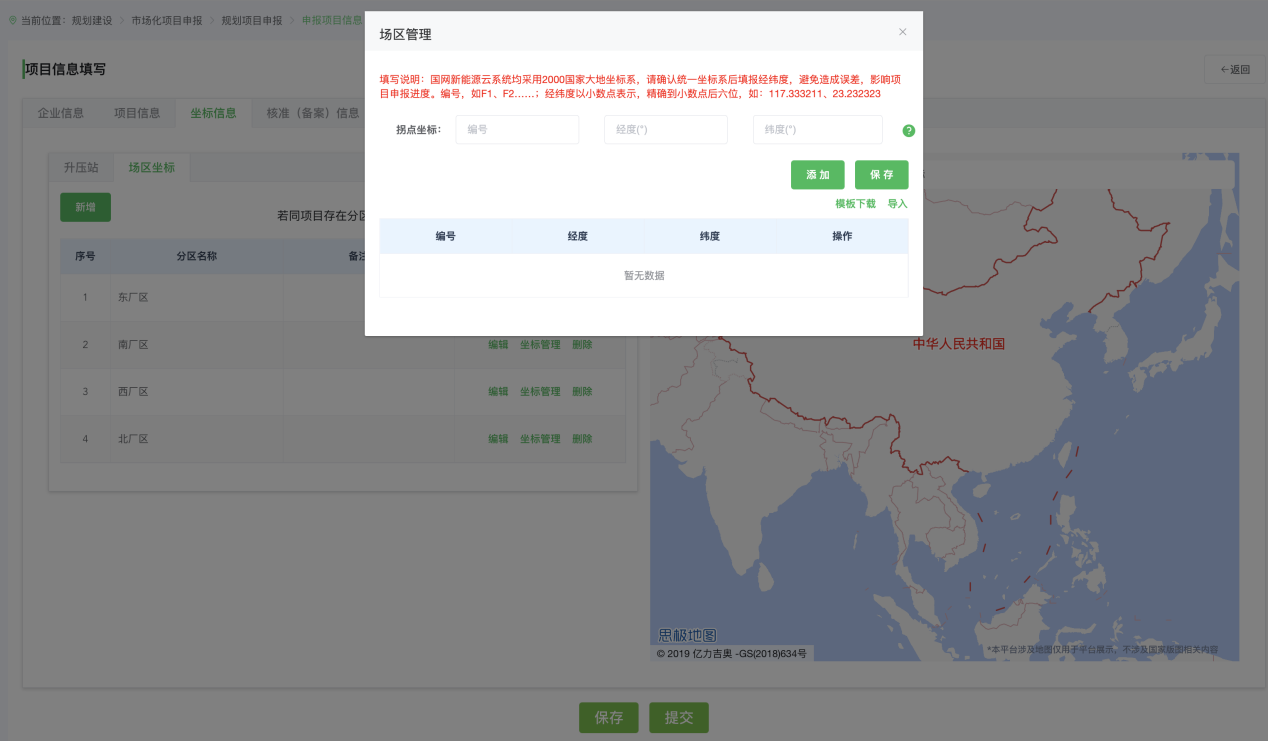 当前位置: 规划建设 > 市场化项目申报 > 规划项目申报 > 申报项目信息
场区管理
×
项目信息填写
←返回
填写说明：国网新能源云系统均采用2000国家大地坐标系，请确认统一坐标系后填报经纬度，避免造成误差，影响项
目申报进度。编号，如F1、F2......；经纬度以小数点表示，精确到小数点后六位，如：117.333211、23.232323
企业信息 项目信息 坐标信息 核准（备案）信息
拐点坐标: 编号 经度(°) 纬度(°) ?
升压站 场区坐标
添 加 保 存
新增
模板下载 导入
若同项目存在分区
编号 经度 纬度 操作
序号 分区名称
暂无数据
1 东厂区
2 南厂区 编辑 坐标管理 删除
中华人民共和国
3 西厂区 编辑 坐标管理 删除
4 北厂区 编辑 坐标管理 删除
思极地图
© 2019 亿力吉奥 -GS(2018)634号
*本平台涉及地图仅用于平台展示，不涉及国家版图相关内容
保存 提交